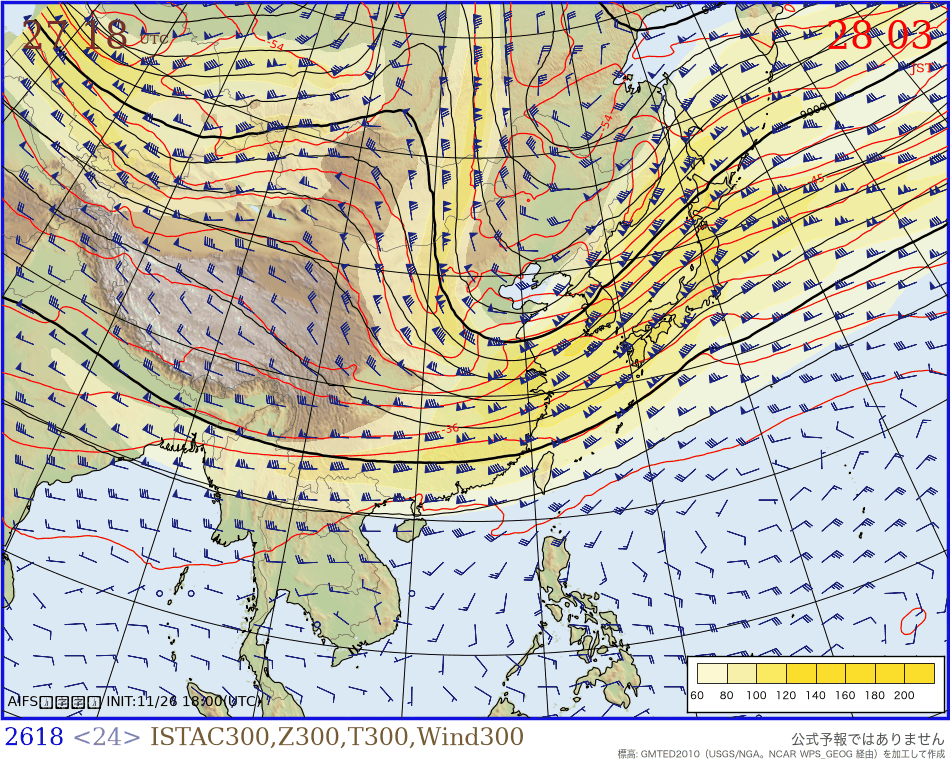 27 18 UTC
28 03
JST
-54
-54
9000
-45
-36
60 80 100 120 140 160 180 200
AIFS INIT:11/26 18:00(UTC)
2618 <24> ISTAC300,Z300,T300,Wind300
公式予報ではありません
標高: GMTED2010（USGS/NGA。NCAR WPS_GEOG 経由）を加工して作成